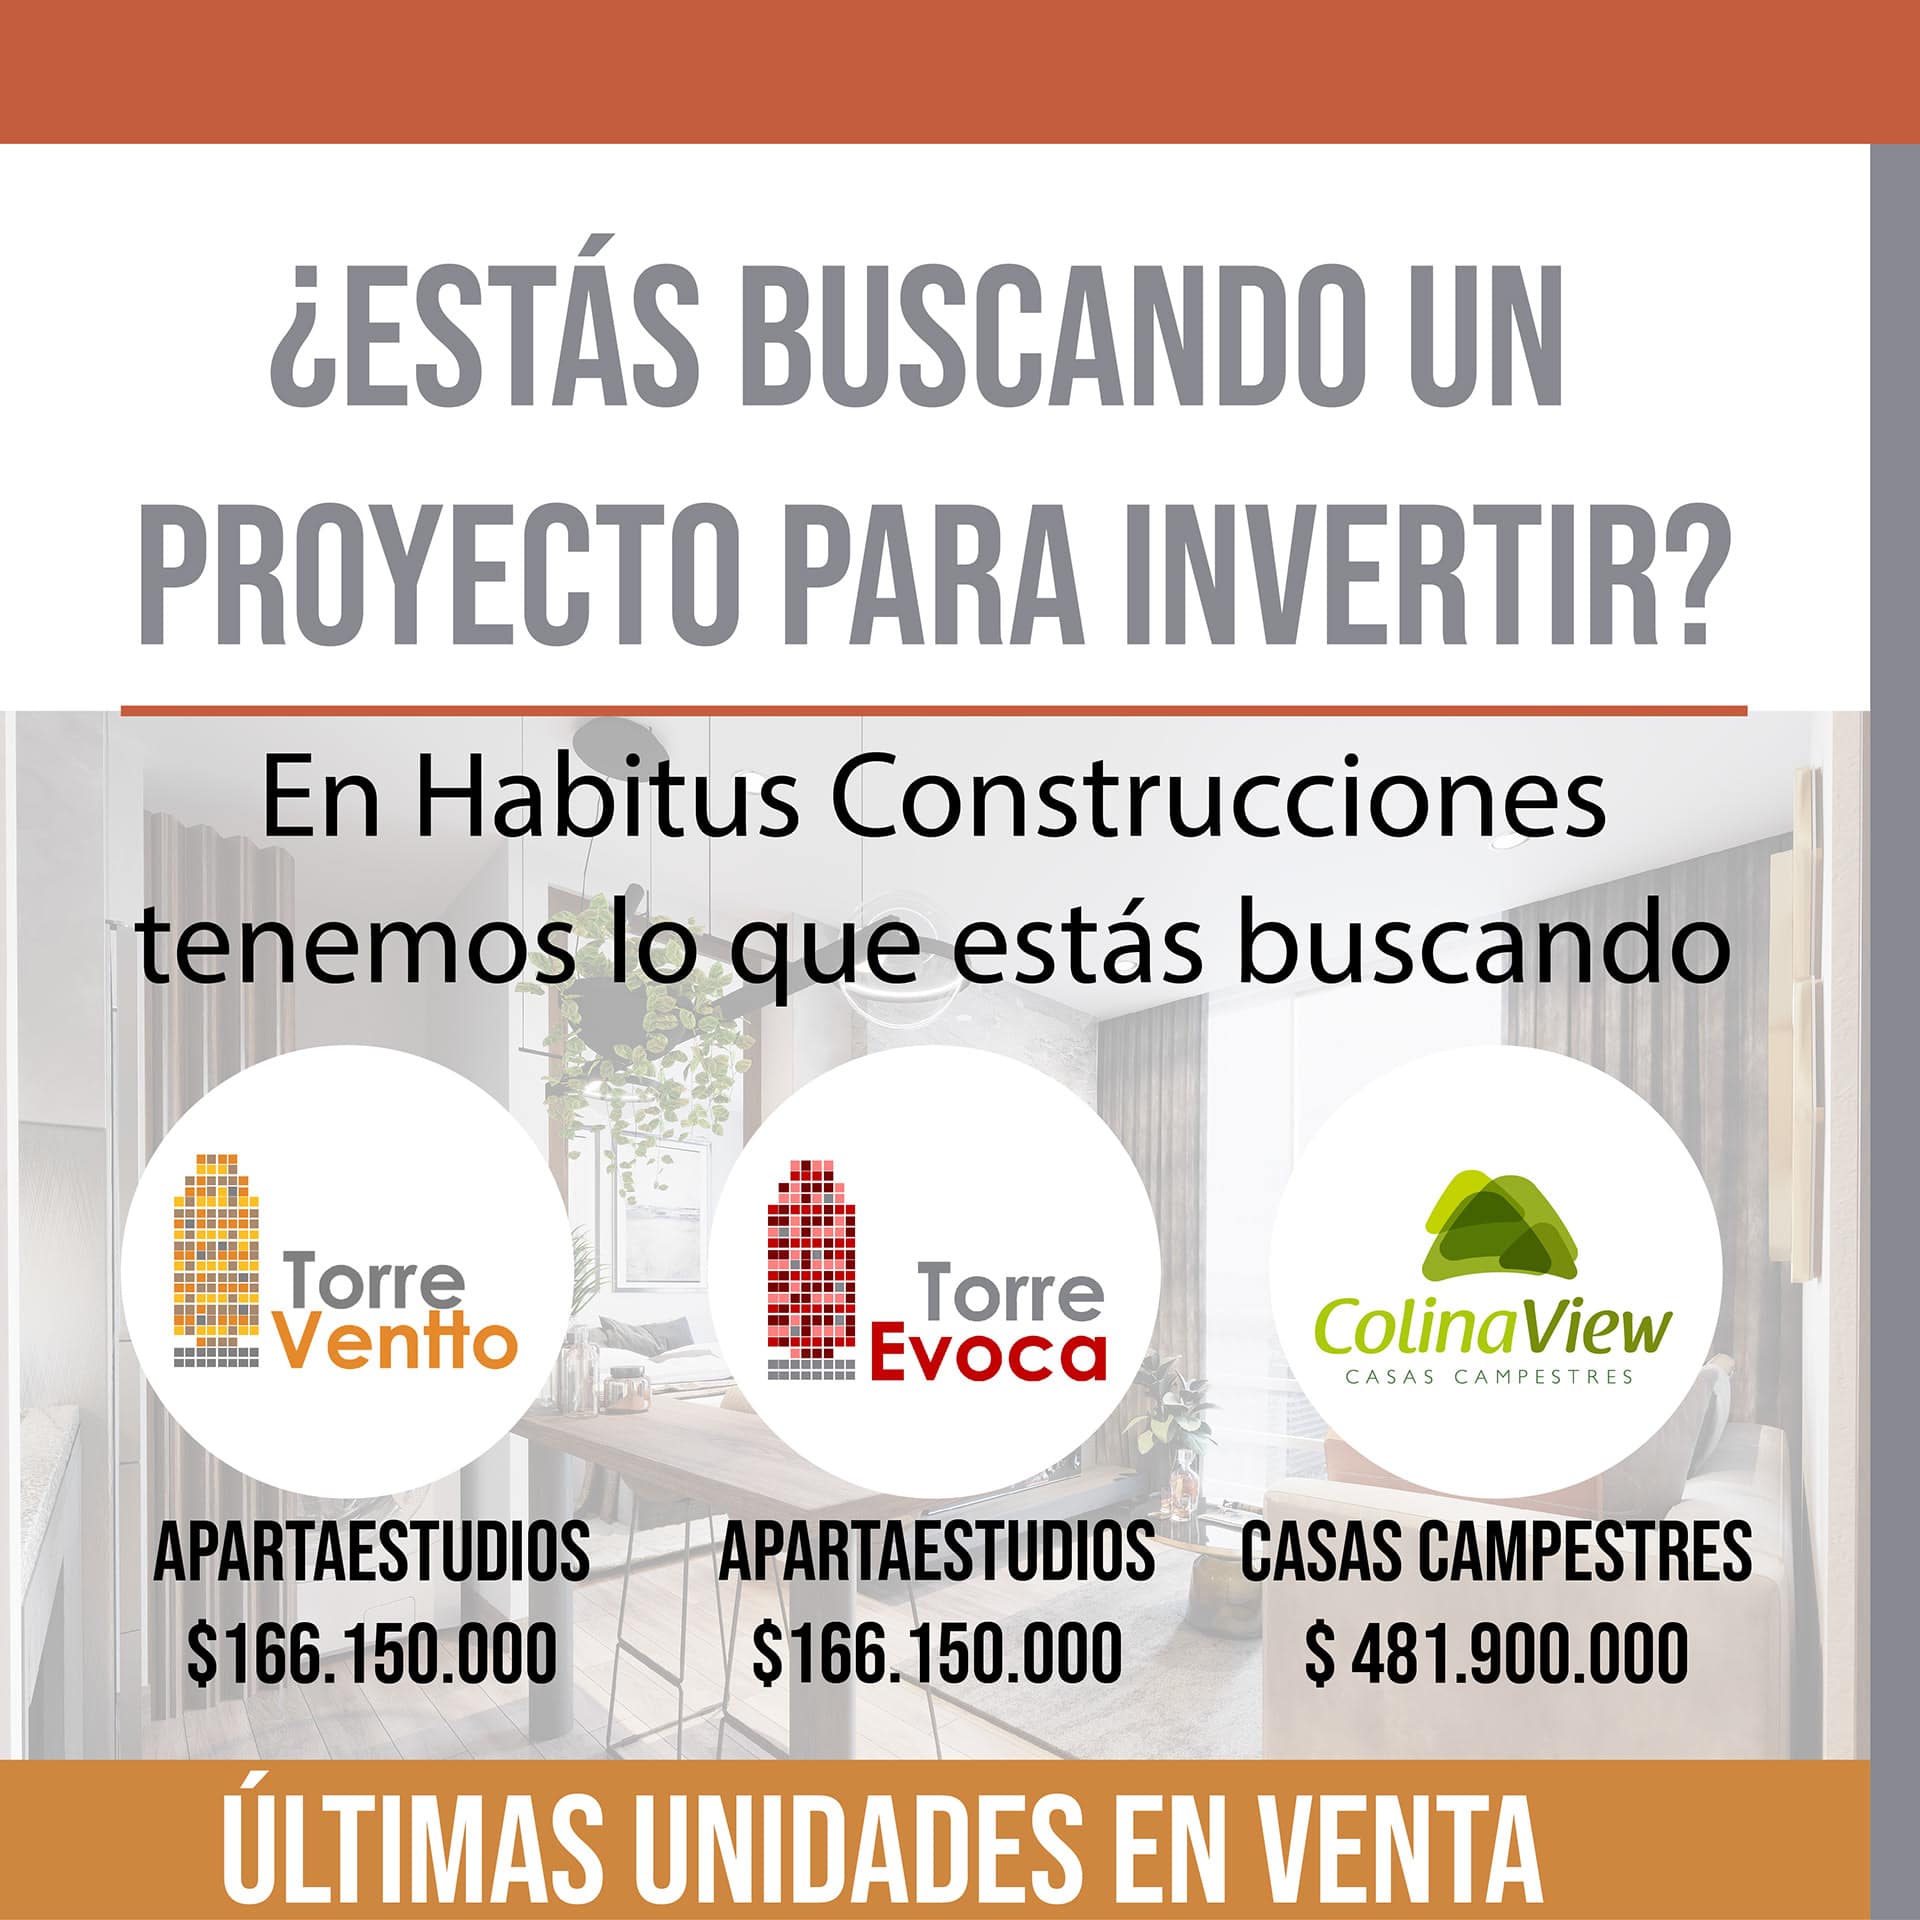 ¿ESTÁS BUSCANDO UN
PROYECTO PARA INVERTIR?
En Habitus Construcciones
tenemos lo que estás buscando
Torre
Ventto
Torre
Evoca
ColinaView
CASAS CAMPESTRES
APARTAESTUDIOS
$166.150.000
APARTAESTUDIOS
$166.150.000
CASAS CAMPESTRES
$ 481.900.000
ÚLTIMAS UNIDADES EN VENTA